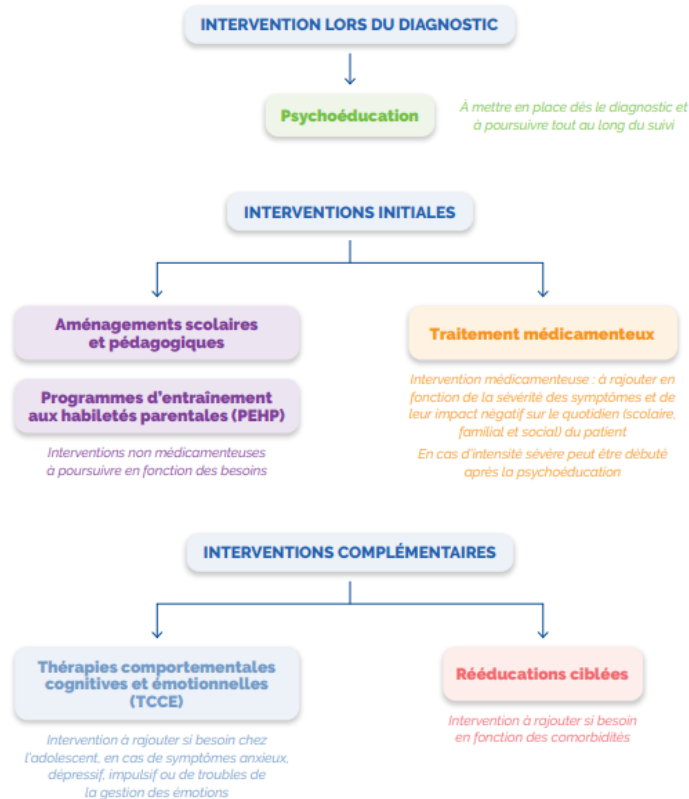 INTERVENTION LORS DU DIAGNOSTIC
Psychoéducation
À mettre en place dès le diagnostic et
à poursuivre tout au long du suivi
INTERVENTIONS INITIALES
Aménagements scolaires
et pédagogiques
Programmes d'entraînement
aux habiletés parentales (PEHP)
Interventions non médicamenteuses
à poursuivre en fonction des besoins
Traitement médicamenteux
Intervention médicamenteuse : à rajouter en
fonction de la sévérité des symptômes et de
leur impact négatif sur le quotidien (scolaire,
familial et social) du patient
En cas d'intensité sévère peut être débuté
après la psychoéducation
INTERVENTIONS COMPLÉMENTAIRES
Thérapies comportementales
cognitives et émotionnelles
(TCCE)
Intervention à rajouter si besoin chez
l'adolescent, en cas de symptômes anxieux,
dépressif, impulsif ou de troubles de
la gestion des émotions
Rééducations ciblées
Intervention à rajouter si besoin
en fonction des comorbidités